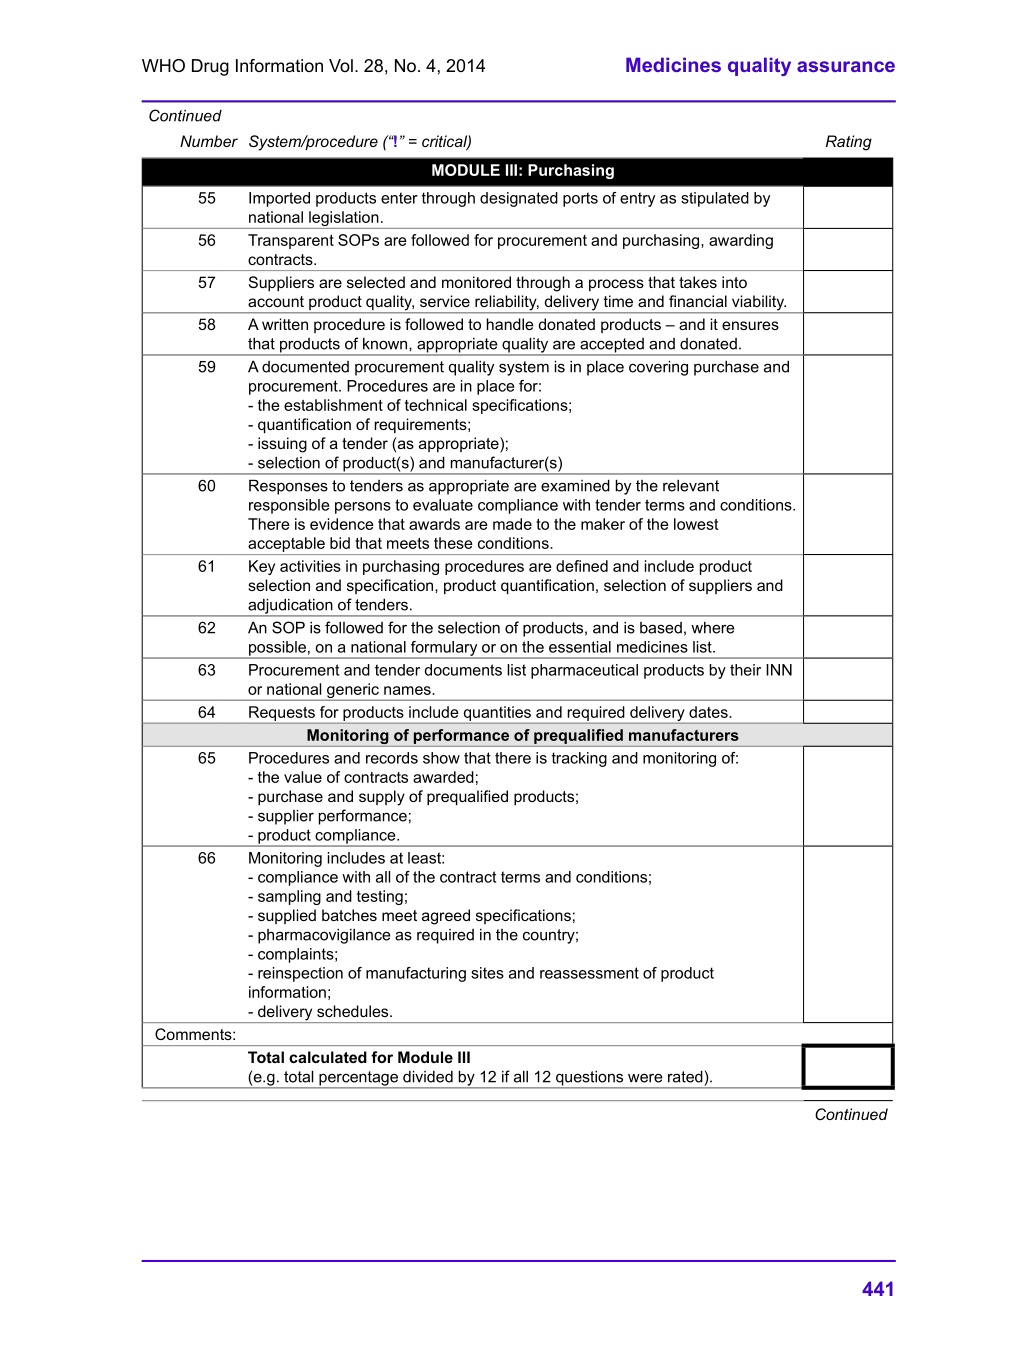 WHO Drug Information Vol. 28, No. 4, 2014 Medicines quality assurance
Continued
Number System/procedure (“!” = critical) Rating
MODULE III: Purchasing
55 Imported products enter through designated ports of entry as stipulated by
national legislation.
56 Transparent SOPs are followed for procurement and purchasing, awarding
contracts.
57 Suppliers are selected and monitored through a process that takes into
account product quality, service reliability, delivery time and financial viability.
58 A written procedure is followed to handle donated products – and it ensures
that products of known, appropriate quality are accepted and donated.
59 A documented procurement quality system is in place covering purchase and
procurement. Procedures are in place for:
- the establishment of technical specifications;
- quantification of requirements;
- issuing of a tender (as appropriate);
- selection of product(s) and manufacturer(s)
60 Responses to tenders as appropriate are examined by the relevant
responsible persons to evaluate compliance with tender terms and conditions.
There is evidence that awards are made to the maker of the lowest
acceptable bid that meets these conditions.
61 Key activities in purchasing procedures are defined and include product
selection and specification, product quantification, selection of suppliers and
adjudication of tenders.
62 An SOP is followed for the selection of products, and is based, where
possible, on a national formulary or on the essential medicines list.
63 Procurement and tender documents list pharmaceutical products by their INN
or national generic names.
64 Requests for products include quantities and required delivery dates.
Monitoring of performance of prequalified manufacturers
65 Procedures and records show that there is tracking and monitoring of:
- the value of contracts awarded;
- purchase and supply of prequalified products;
- supplier performance;
- product compliance.
66 Monitoring includes at least:
- compliance with all of the contract terms and conditions;
- sampling and testing;
- supplied batches meet agreed specifications;
- pharmacovigilance as required in the country;
- complaints;
- reinspection of manufacturing sites and reassessment of product
information;
- delivery schedules.
Comments:
Total calculated for Module III
(e.g. total percentage divided by 12 if all 12 questions were rated).
Continued
441